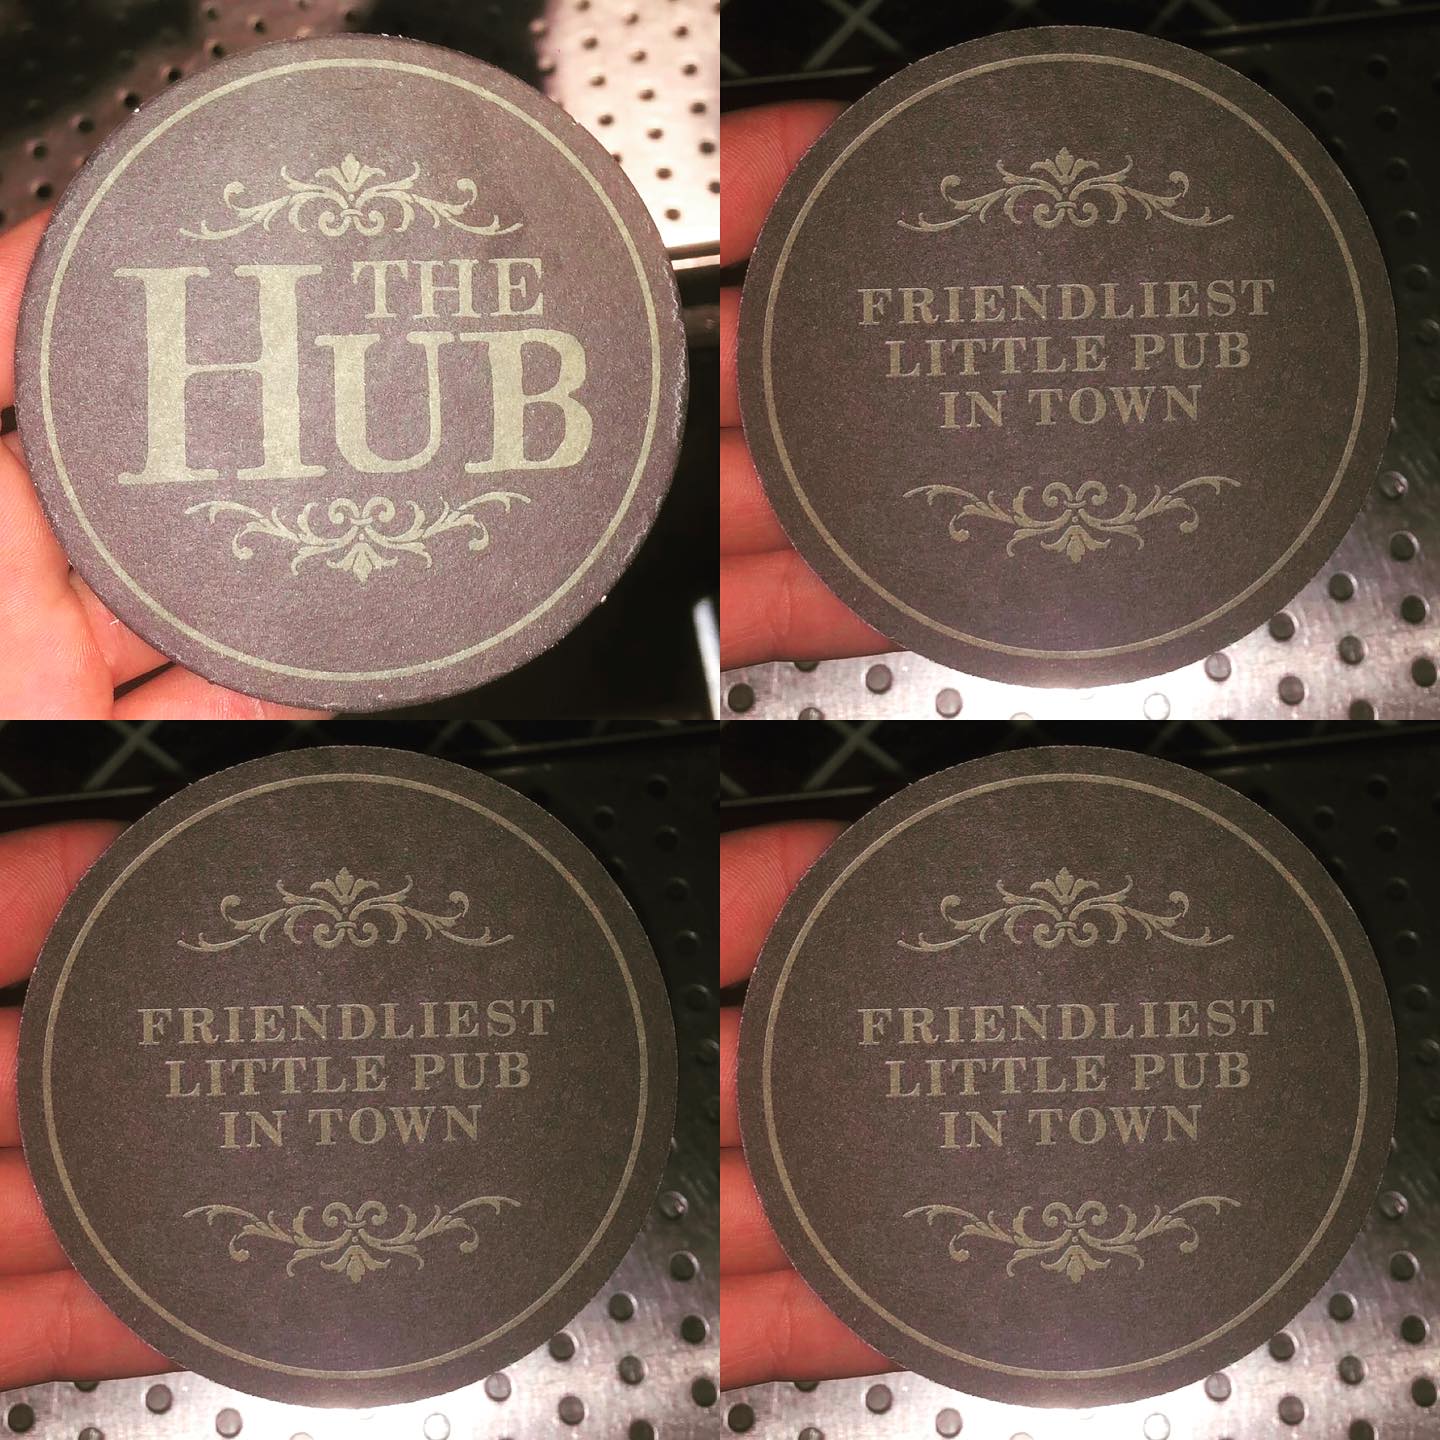 THE
HUB
FRIENDLIEST
LITTLE PUB
IN TOWN
FRIENDLIEST
LITTLE PUB
IN TOWN
FRIENDLIEST
LITTLE PUB
IN TOWN